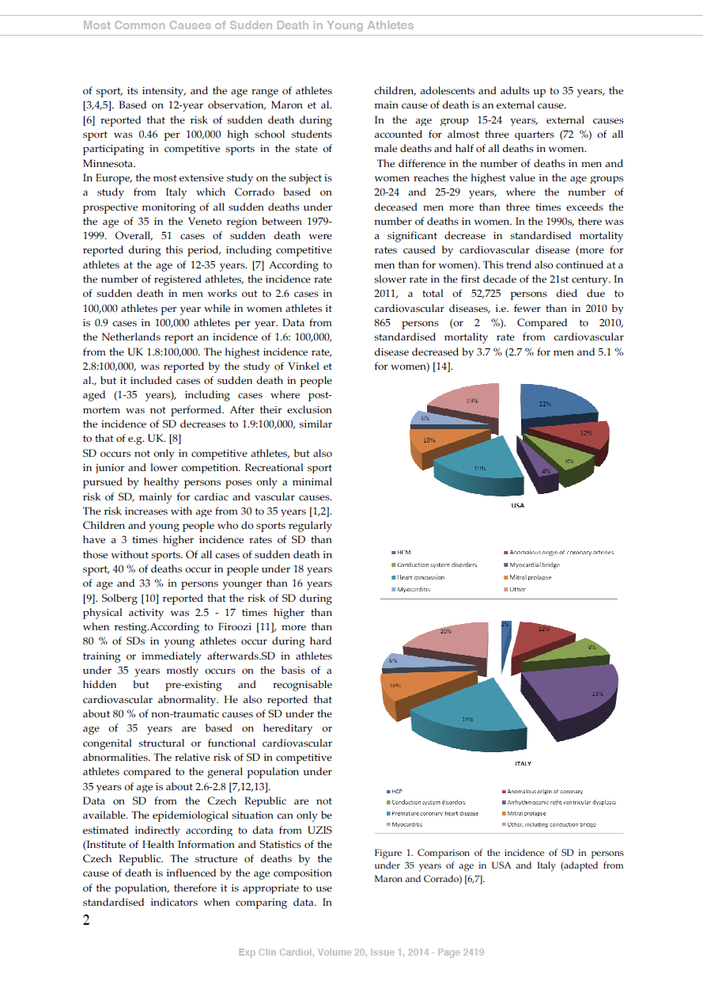 Most Common Causes of Sudden Death in Young Athletes
of sport, its intensity, and the age range of athletes
[3,4,5]. Based on 12-year observation, Maron et al.
[6] reported that the risk of sudden death during
sport was 0.46 per 100,000 high school students
participating in competitive sports in the state of
Minnesota.
In Europe, the most extensive study on the subject is
a study from Italy which Corrado based on
prospective monitoring of all sudden deaths under
the age of 35 in the Veneto region between 1979-
1999. Overall, 51 cases of sudden death were
reported during this period, including competitive
athletes at the age of 12-35 years. [7] According to
the number of registered athletes, the incidence rate
of sudden death in men works out to 2.6 cases in
100,000 athletes per year while in women athletes it
is 0.9 cases in 100,000 athletes per year. Data from
the Netherlands report an incidence of 1.6: 100,000,
from the UK 1.8:100,000. The highest incidence rate,
2.8:100,000, was reported by the study of Vinkel et
al., but it included cases of sudden death in people
aged (1-35 years), including cases where post-
mortem was not performed. After their exclusion
the incidence of SD decreases to 1.9:100,000, similar
to that of e.g. UK. [8]
SD occurs not only in competitive athletes, but also
in junior and lower competition. Recreational sport
pursued by healthy persons poses only a minimal
risk of SD, mainly for cardiac and vascular causes.
The risk increases with age from 30 to 35 years [1,2].
Children and young people who do sports regularly
have a 3 times higher incidence rates of SD than
those without sports. Of all cases of sudden death in
sport, 40 % of deaths occur in people under 18 years
of age and 33 % in persons younger than 16 years
[9]. Solberg [10] reported that the risk of SD during
physical activity was 2.5 - 17 times higher than
when resting.According to Firoozi [11], more than
80 % of SDs in young athletes occur during hard
training or immediately afterwards.SD in athletes
under 35 years mostly occurs on the basis of a
hidden but pre-existing and recognisable
cardiovascular abnormality. He also reported that
about 80 % of non-traumatic causes of SD under the
age of 35 years are based on hereditary or
congenital structural or functional cardiovascular
abnormalities. The relative risk of SD in competitive
athletes compared to the general population under
35 years of age is about 2.6-2.8 [7,12,13].
Data on SD from the Czech Republic are not
available. The epidemiological situation can only be
estimated indirectly according to data from UZIS
(Institute of Health Information and Statistics of the
Czech Republic. The structure of deaths by the
cause of death is influenced by the age composition
of the population, therefore it is appropriate to use
standardised indicators when comparing data. In
children, adolescents and adults up to 35 years, the
main cause of death is an external cause.
In the age group 15-24 years, external causes
accounted for almost three quarters (72 %) of all
male deaths and half of all deaths in women.
The difference in the number of deaths in men and
women reaches the highest value in the age groups
20-24 and 25-29 years, where the number of
deceased men more than three times exceeds the
number of deaths in women. In the 1990s, there was
a significant decrease in standardised mortality
rates caused by cardiovascular disease (more for
men than for women). This trend also continued at a
slower rate in the first decade of the 21st century. In
2011, a total of 52,725 persons died due to
cardiovascular diseases, i.e. fewer than in 2010 by
865 persons (or 2 %). Compared to 2010,
standardised mortality rate from cardiovascular
disease decreased by 3.7 % (2.7 % for men and 5.1 %
for women) [14].
19%
22%
6%
12%
10%
8%
19%
4%
USA
HCM
Anomalous origin of coronary arteries
Conduction system disorders
Myocardial bridge
Heart concussion
Mitral prolapse
Myocarditis
Other
2%
20%
12%
8%
6%
10%
23%
19%
ITALY
HCP
Anomalous origin of coronary
Conduction system disorders
Arrhythmogenic right ventricular dysplasia
Premature coronary heart disease
Mitral prolapse
Myocarditis
Other, including conduction bridge
Figure 1. Comparison of the incidence of SD in persons
under 35 years of age in USA and Italy (adapted from
Maron and Corrado) [6,7].
2
Exp Clin Cardiol, Volume 20, Issue 1, 2014 - Page 2419